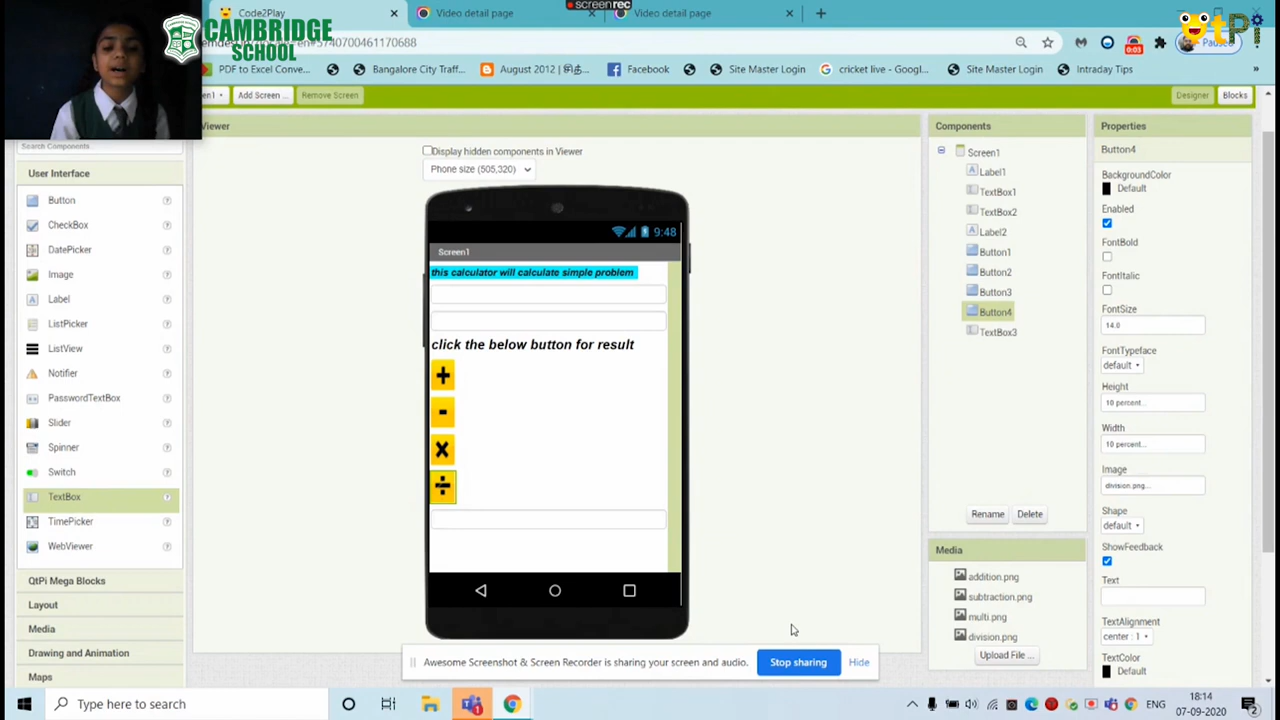 screenrec
Code2Play
Video detail page
Video detail page
CAMBRIDGE
SCHOOL
QtPi
5740700461170688
Paused
0:03
PDF to Excel Conve...
Bangalore City Traff...
August 2012 |
Facebook
Site Master Login
cricket live - Googl...
Site Master Login
Intraday Tips
»
Add Screen ...
Remove Screen
Designer
Blocks
Viewer
Components
Properties
Search Components...
User Interface
Button
CheckBox
DatePicker
Image
Label
ListPicker
ListView
Notifier
PasswordTextBox
Slider
Spinner
Switch
TextBox
TimePicker
WebViewer
QtPi Mega Blocks
Layout
Media
Drawing and Animation
Maps
Display hidden components in Viewer
Phone size (505,320)
9:48
Screen1
this calculator will calculate simple problem
click the below button for result
+
-
x
÷
Screen1
Label1
TextBox1
TextBox2
Label2
Button1
Button2
Button3
Button4
TextBox3
Rename
Delete
Media
addition.png
subtraction.png
multi.png
division.png
Upload File ...
Button4
BackgroundColor
Default
Enabled
FontBold
FontItalic
FontSize
14.0
FontTypeface
default
Height
10 percent...
Width
10 percent...
Image
division.png...
Shape
default
ShowFeedback
Text
TextAlignment
center : 1
TextColor
Default
Awesome Screenshot & Screen Recorder is sharing your screen and audio.
Stop sharing
Hide
Type here to search
ENG
18:14
07-09-2020
2